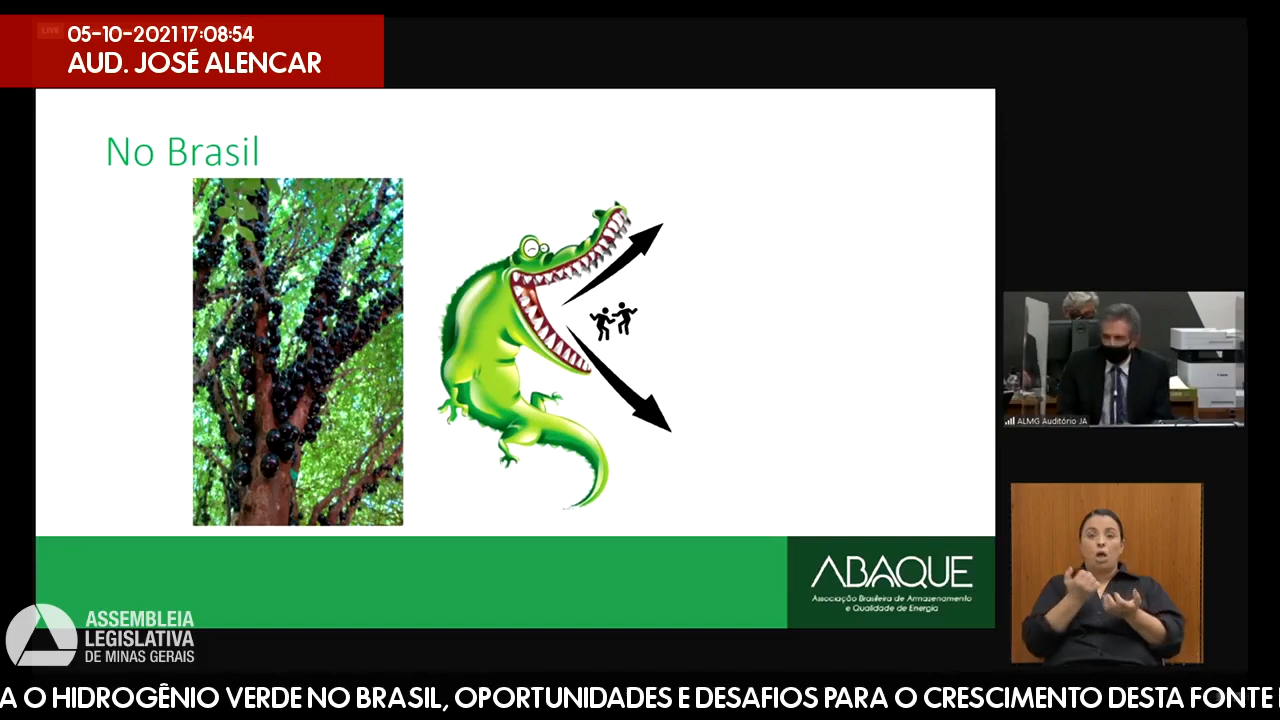 LIVE
05-10-2021 17:08:54
AUD. JOSÉ ALENCAR
No Brasil
ALMG Auditório JA
ABAQUE
Associação Brasileira de Armazenamento
e Qualidade de Energia
ASSEMBLEIA
LEGISLATIVA
DE MINAS GERAIS
A O HIDROGÊNIO VERDE NO BRASIL, OPORTUNIDADES E DESAFIOS PARA O CRESCIMENTO DESTA FONTE